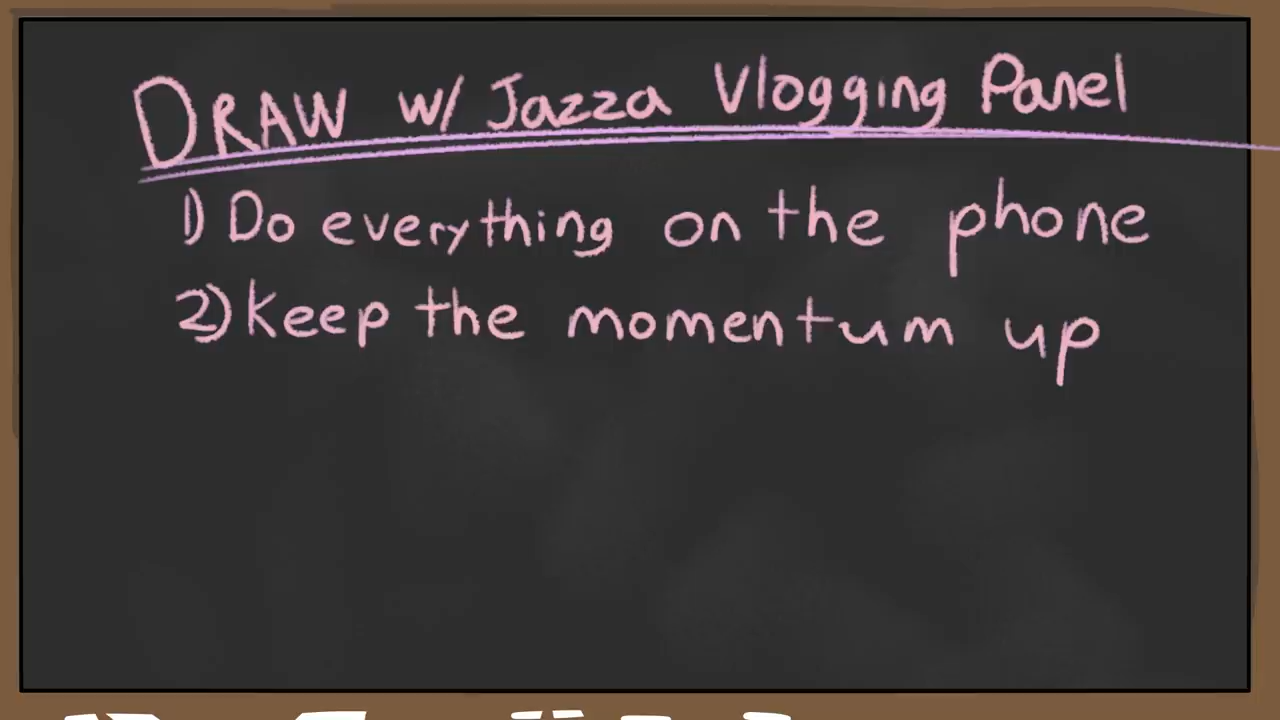 DRAW w/ Jazza Vlogging Panel
1) Do everything on the phone
2) Keep the momentum up